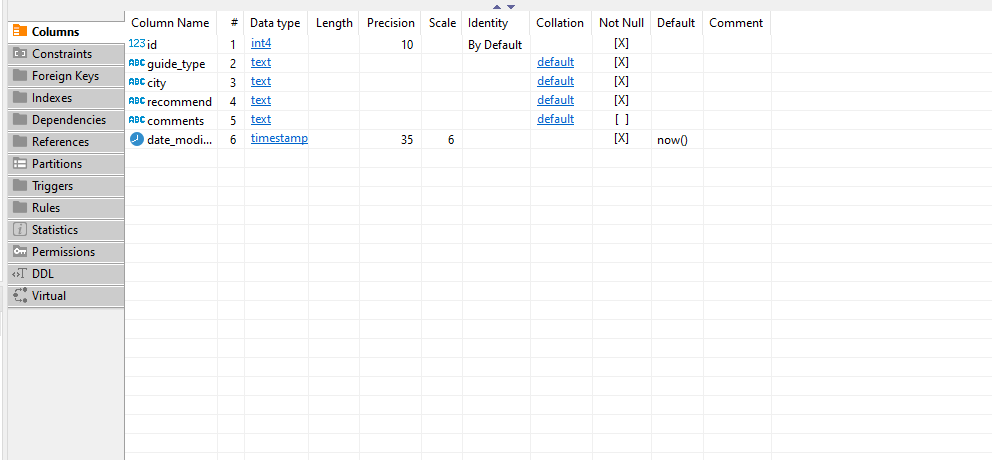 Column Name # Data type Length Precision Scale Identity Collation Not Null Default Comment
Columns
Constraints
Foreign Keys
Indexes
Dependencies
References
Partitions
Triggers
Rules
Statistics
Permissions
DDL
Virtual
123 id 1 int4 10 By Default [X]
ABC guide_type 2 text default [X]
ABC city 3 text default [X]
ABC recommend 4 text default [X]
ABC comments 5 text default [ ]
date_modi... 6 timestamp 35 6 [X] now()